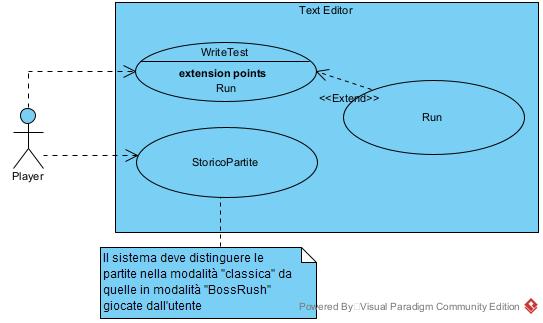 Text Editor
WriteTest
extension points
Run
<<Extend>>
Run
StoricoPartite
Player
Il sistema deve distinguere le
partite nella modalità "classica" da
quelle in modalità "BossRush"
giocate dall'utente
Powered By Visual Paradigm Community Edition